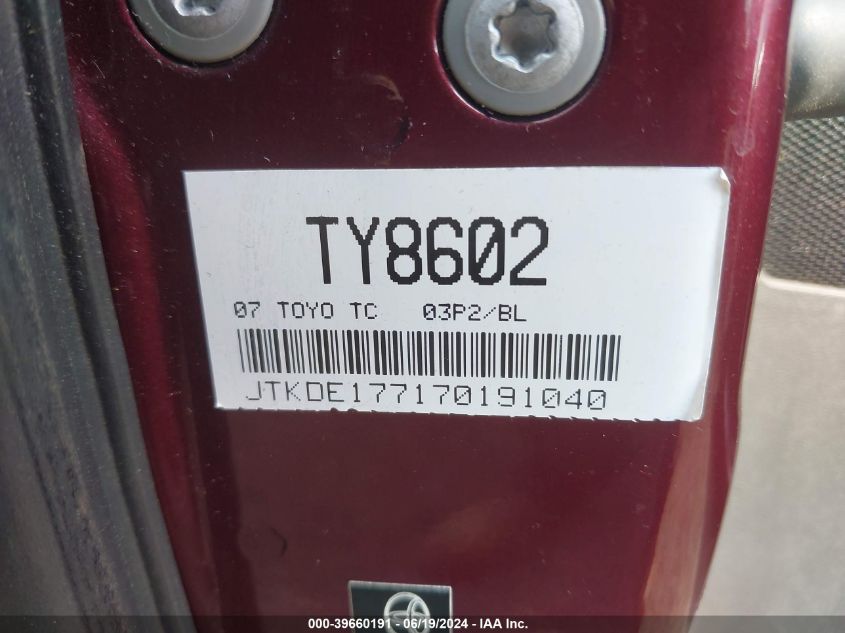 TY8602
07 TOYO TC 03P2/BL
JTKDE177170191040
000-39660191 - 06/19/2024 - IAA Inc.